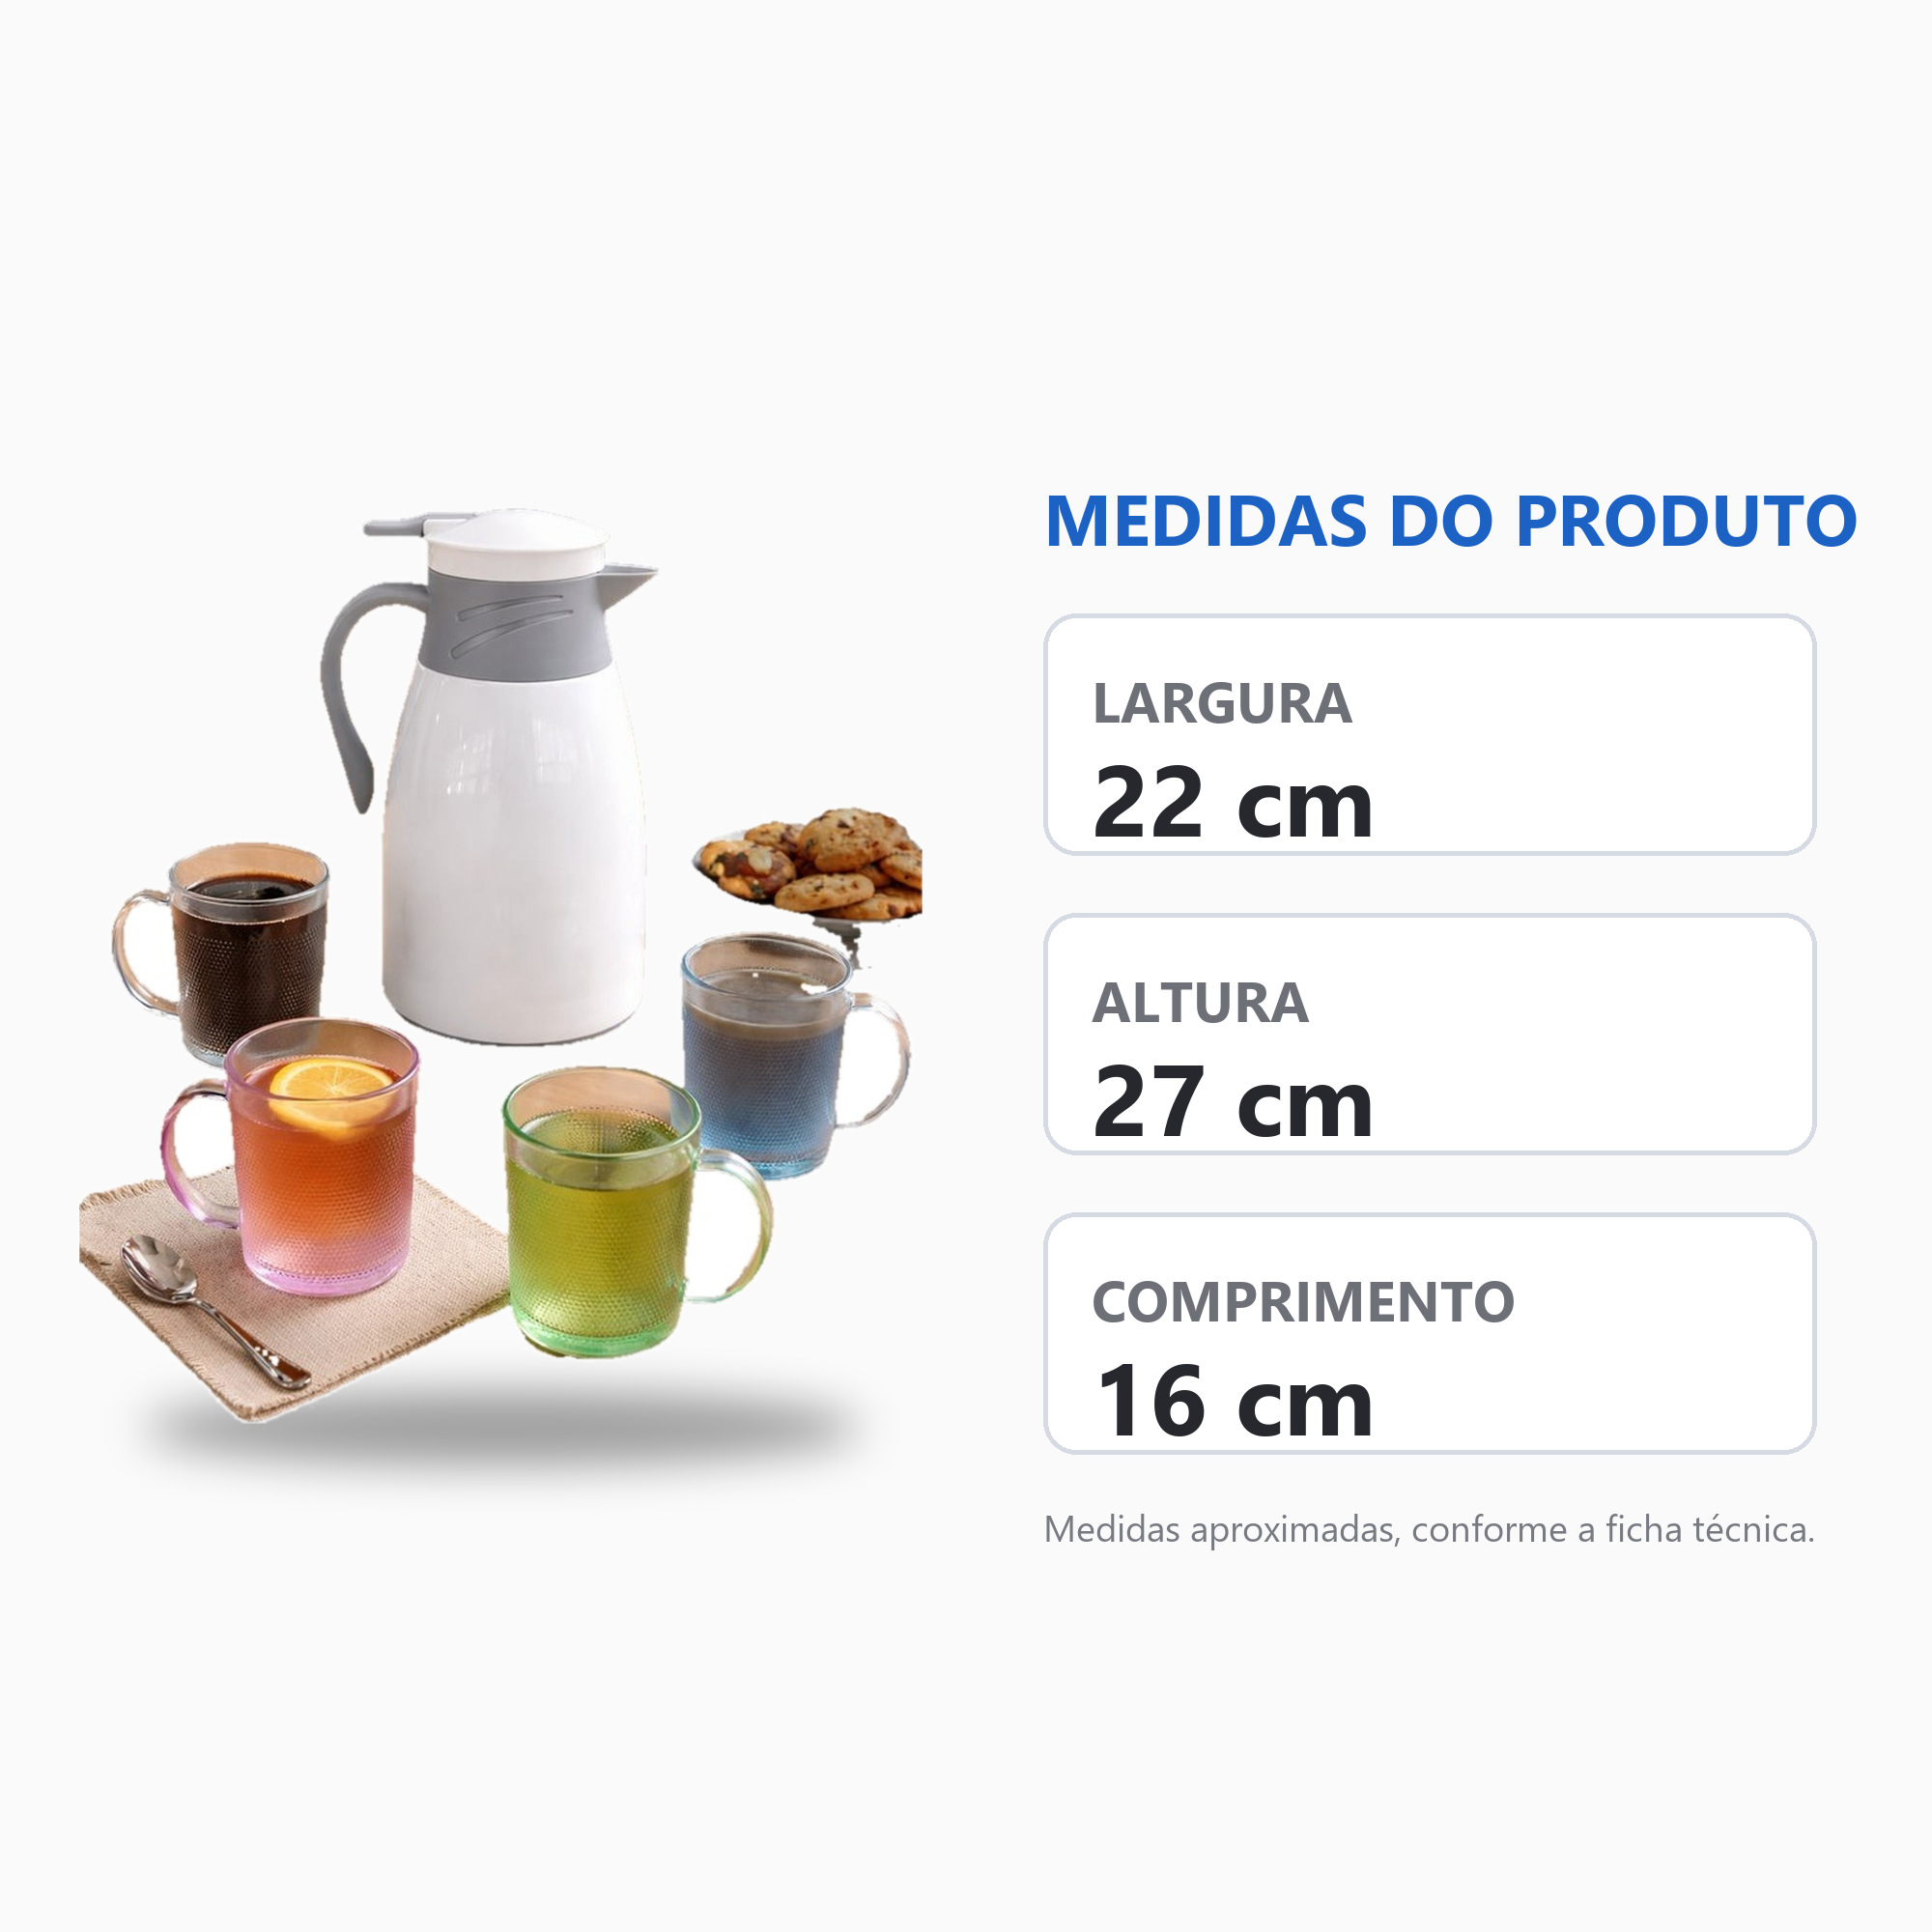 MEDIDAS DO PRODUTO
LARGURA
22 cm
ALTURA
27 cm
COMPRIMENTO
16 cm
Medidas aproximadas, conforme a ficha técnica.